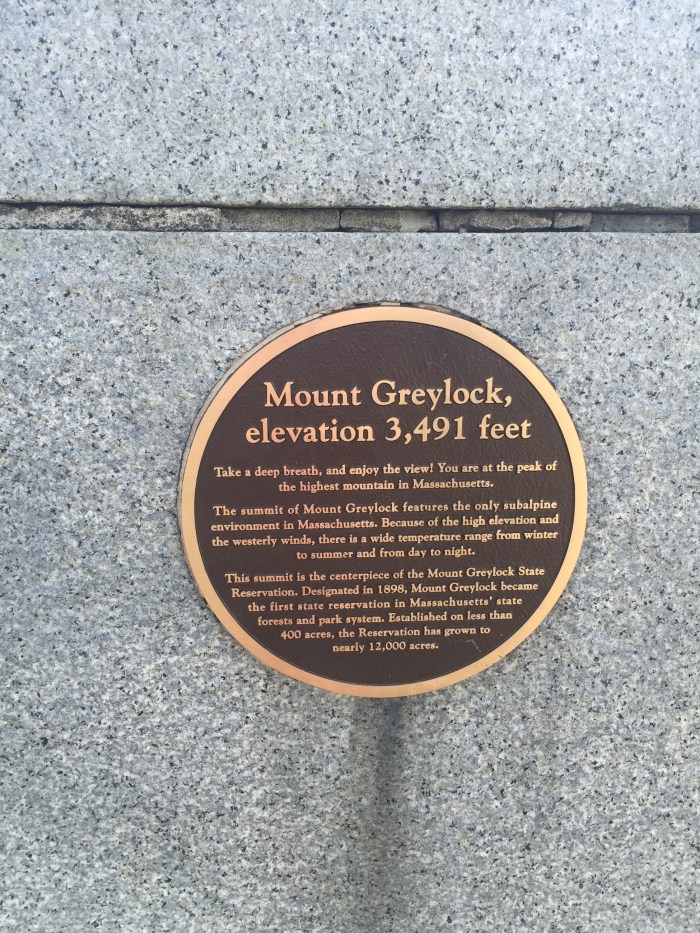 Mount Greylock,
elevation 3,491 feet
Take a deep breath, and enjoy the view! You are at the peak of
the highest mountain in Massachusetts.
The summit of Mount Greylock features the only subalpine
environment in Massachusetts. Because of the high elevation and
the westerly winds, there is a wide temperature range from winter
to summer and from day to night.
This summit is the centerpiece of the Mount Greylock State
Reservation. Designated in 1898, Mount Greylock became
the first state reservation in Massachusetts' state
forests and park system. Established on less than
400 acres, the Reservation has grown to
nearly 12,000 acres.